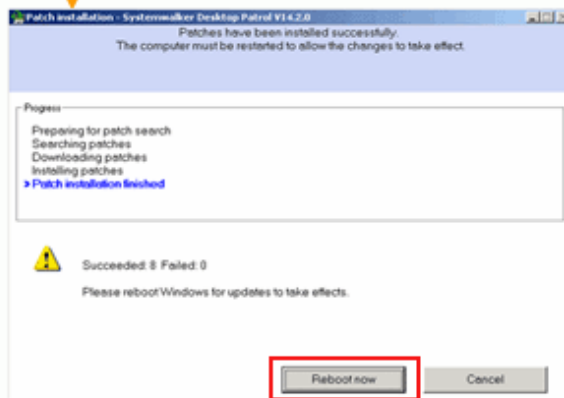 Patch installation - Systemwalker Desktop Patrol V14.2.0
Patches have been installed successfully.
The computer must be restarted to allow the changes to take effect.
Progress
Preparing for patch search
Searching patches
Downloading patches
Installing patches
» Patch installation finished
Succeeded: 8 Failed: 0
Please reboot Windows for updates to take effects.
Reboot now
Cancel